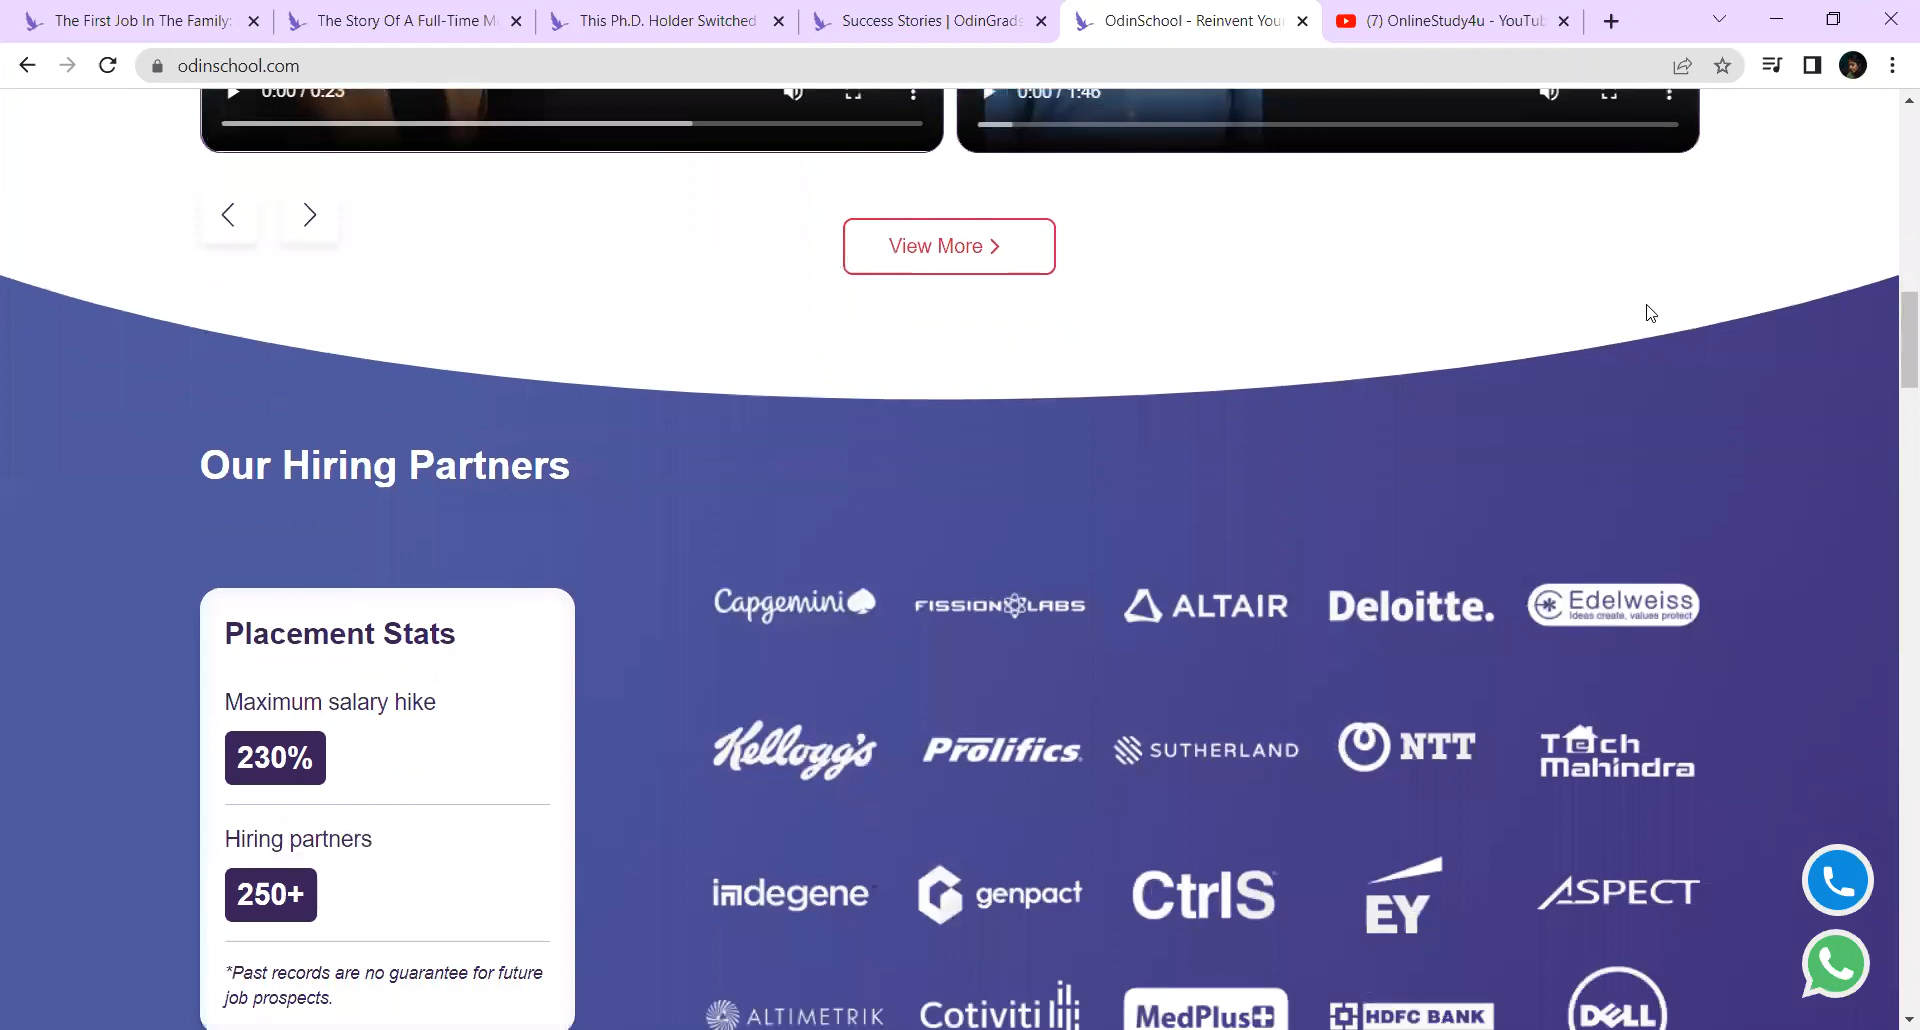 The First Job In The Family:
The Story Of A Full-Time M
This Ph.D. Holder Switched
Success Stories | OdinGrads
OdinSchool - Reinvent You
(7) OnlineStudy4u - YouTub
odinschool.com
0:00 / 0:23
0:00 / 1:46
View More
Our Hiring Partners
Placement Stats
Maximum salary hike
230%
Hiring partners
250+
*Past records are no guarantee for future
job prospects.
Capgemini FISSION LABS ALTAIR Deloitte. Edelweiss
Ideas create, values protect
Kellogg's Prolifics SUTHERLAND NTT Tech
Mahindra
indegene genpact CtrlS EY ASPECT
ALTIMETRIK Cotiviti MedPlus HDFC BANK DELL